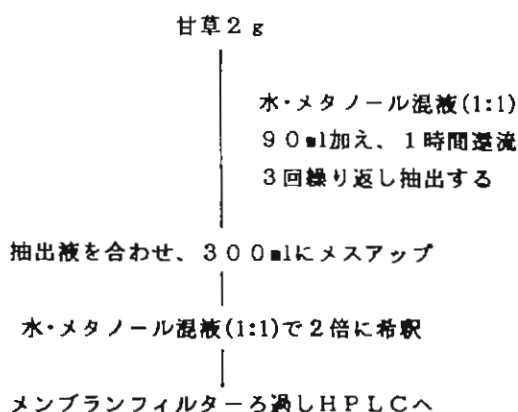 甘草2g
水・メタノール混液(1:1)
90ml加え、1時間還流
3回繰り返し抽出する
抽出液を合わせ、300mlにメスアップ
水・メタノール混液(1:1)で2倍に希釈
メンブランフィルターろ過しHPLCへ